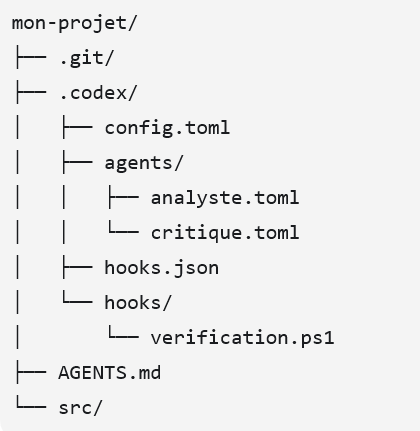 mon-projet/
├── .git/
├── .codex/
│   ├── config.toml
│   ├── agents/
│   │   ├── analyste.toml
│   │   └── critique.toml
│   ├── hooks.json
│   └── hooks/
│       └── verification.ps1
├── AGENTS.md
└── src/